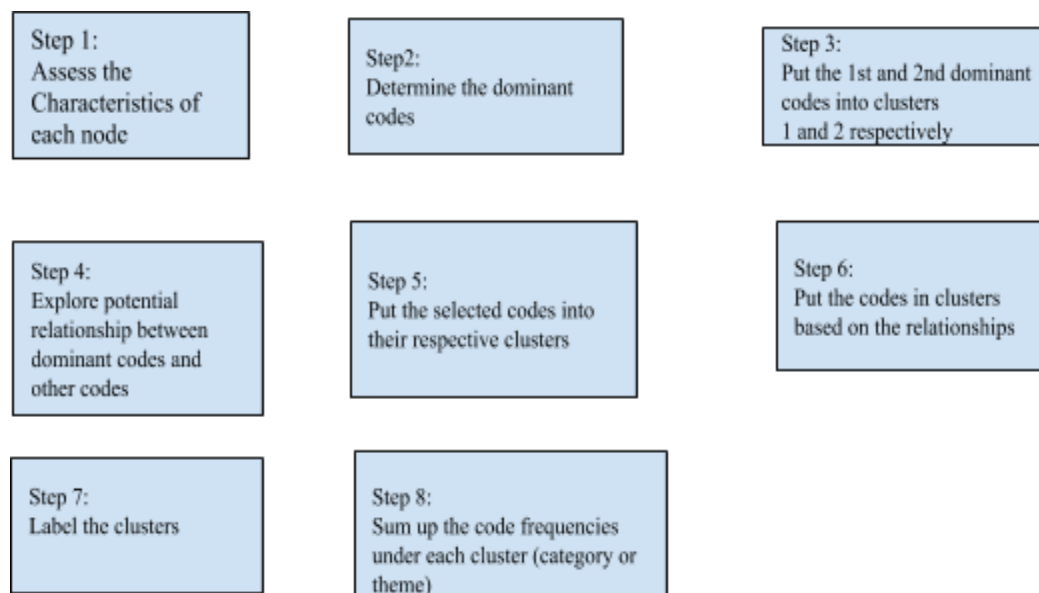 Step 1:
Assess the
Characteristics of
each node
Step2:
Determine the dominant
codes
Step 3:
Put the 1st and 2nd dominant
codes into clusters
1 and 2 respectively
Step 4:
Explore potential
relationship between
dominant codes and
other codes
Step 5:
Put the selected codes into
their respective clusters
Step 6:
Put the codes in clusters
based on the relationships
Step 7:
Label the clusters
Step 8:
Sum up the code frequencies
under each cluster (category or
theme)